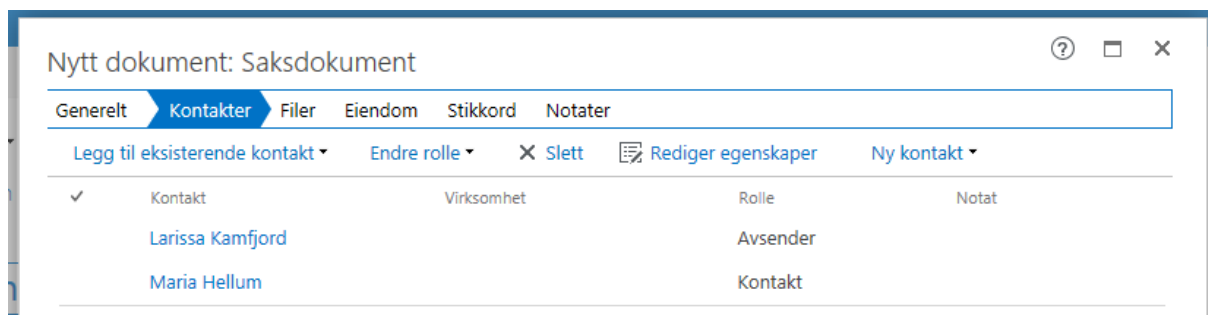 Nytt dokument: Saksdokument
Generelt Kontakter Filer Eiendom Stikkord Notater
Legg til eksisterende kontakt Endre rolle Slett Rediger egenskaper Ny kontakt
Kontakt Virksomhet Rolle Notat
Larissa Kamfjord Avsender
Maria Hellum Kontakt